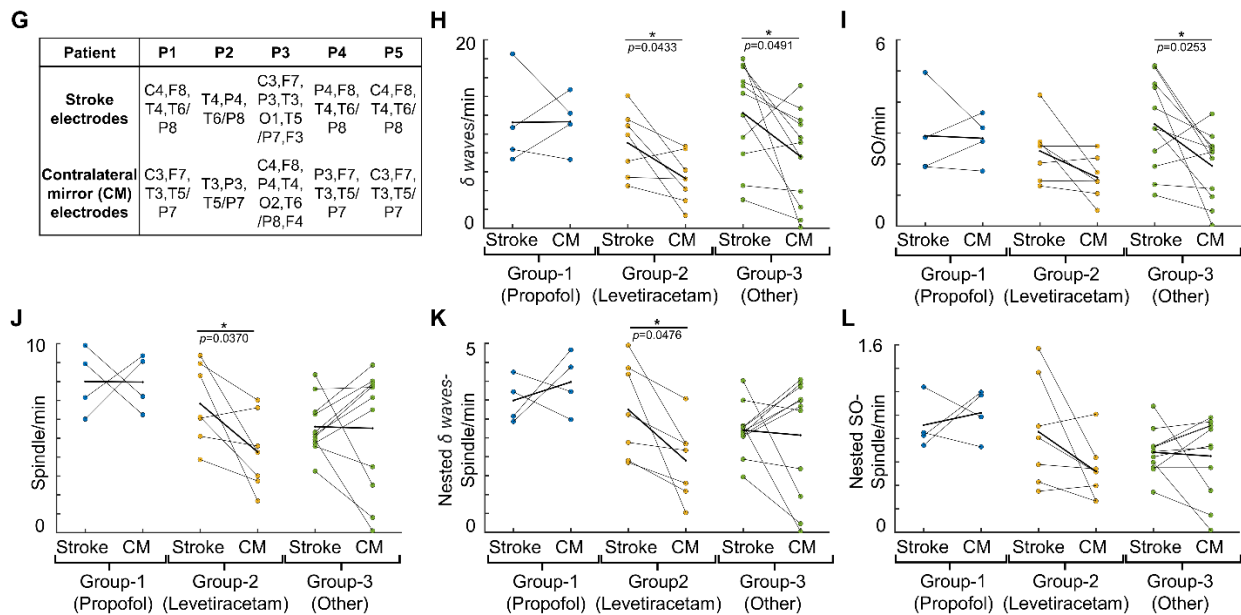 G
Patient P1 P2 P3 P4 P5
Stroke electrodes
C4,F8,
T4,T6/
P8
T4,P4,
T6/P8
C3,F7,
P3,T3,
O1,T5
/P7,F3
P4,F8,
T4,T6/
P8
C4,F8,
T4,T6/
P8
Contralateral
mirror (CM)
electrodes
C3,F7,
T3,T5/
P7
T3,P3,
T5/P7
C4,F8,
P4,T4,
O2,T6
/P8,F4
P3,F7,
T3,T5/
P7
C3,F7,
T3,T5/
P7
H
δ waves/min
20
0
*
p=0.0433
*
p=0.0491
Stroke CM Stroke CM Stroke CM
Group-1 Group-2 Group-3
(Propofol) (Levetiracetam) (Other)
I
SO/min
6
0
*
p=0.0253
Stroke CM Stroke CM Stroke CM
Group-1 Group-2 Group-3
(Propofol) (Levetiracetam) (Other)
J
Spindle/min
10
0
*
p=0.0370
Stroke CM Stroke CM Stroke CM
Group-1 Group-2 Group-3
(Propofol) (Levetiracetam) (Other)
K
Nested δ waves-
Spindle/min
5
0
*
p=0.0476
Stroke CM Stroke CM Stroke CM
Group-1 Group2 Group-3
(Propofol) (Levetiracetam) (Other)
L
Nested SO-
Spindle/min
1.6
0
Stroke CM Stroke CM Stroke CM
Group-1 Group-2 Group-3
(Propofol) (Levetiracetam) (Other)